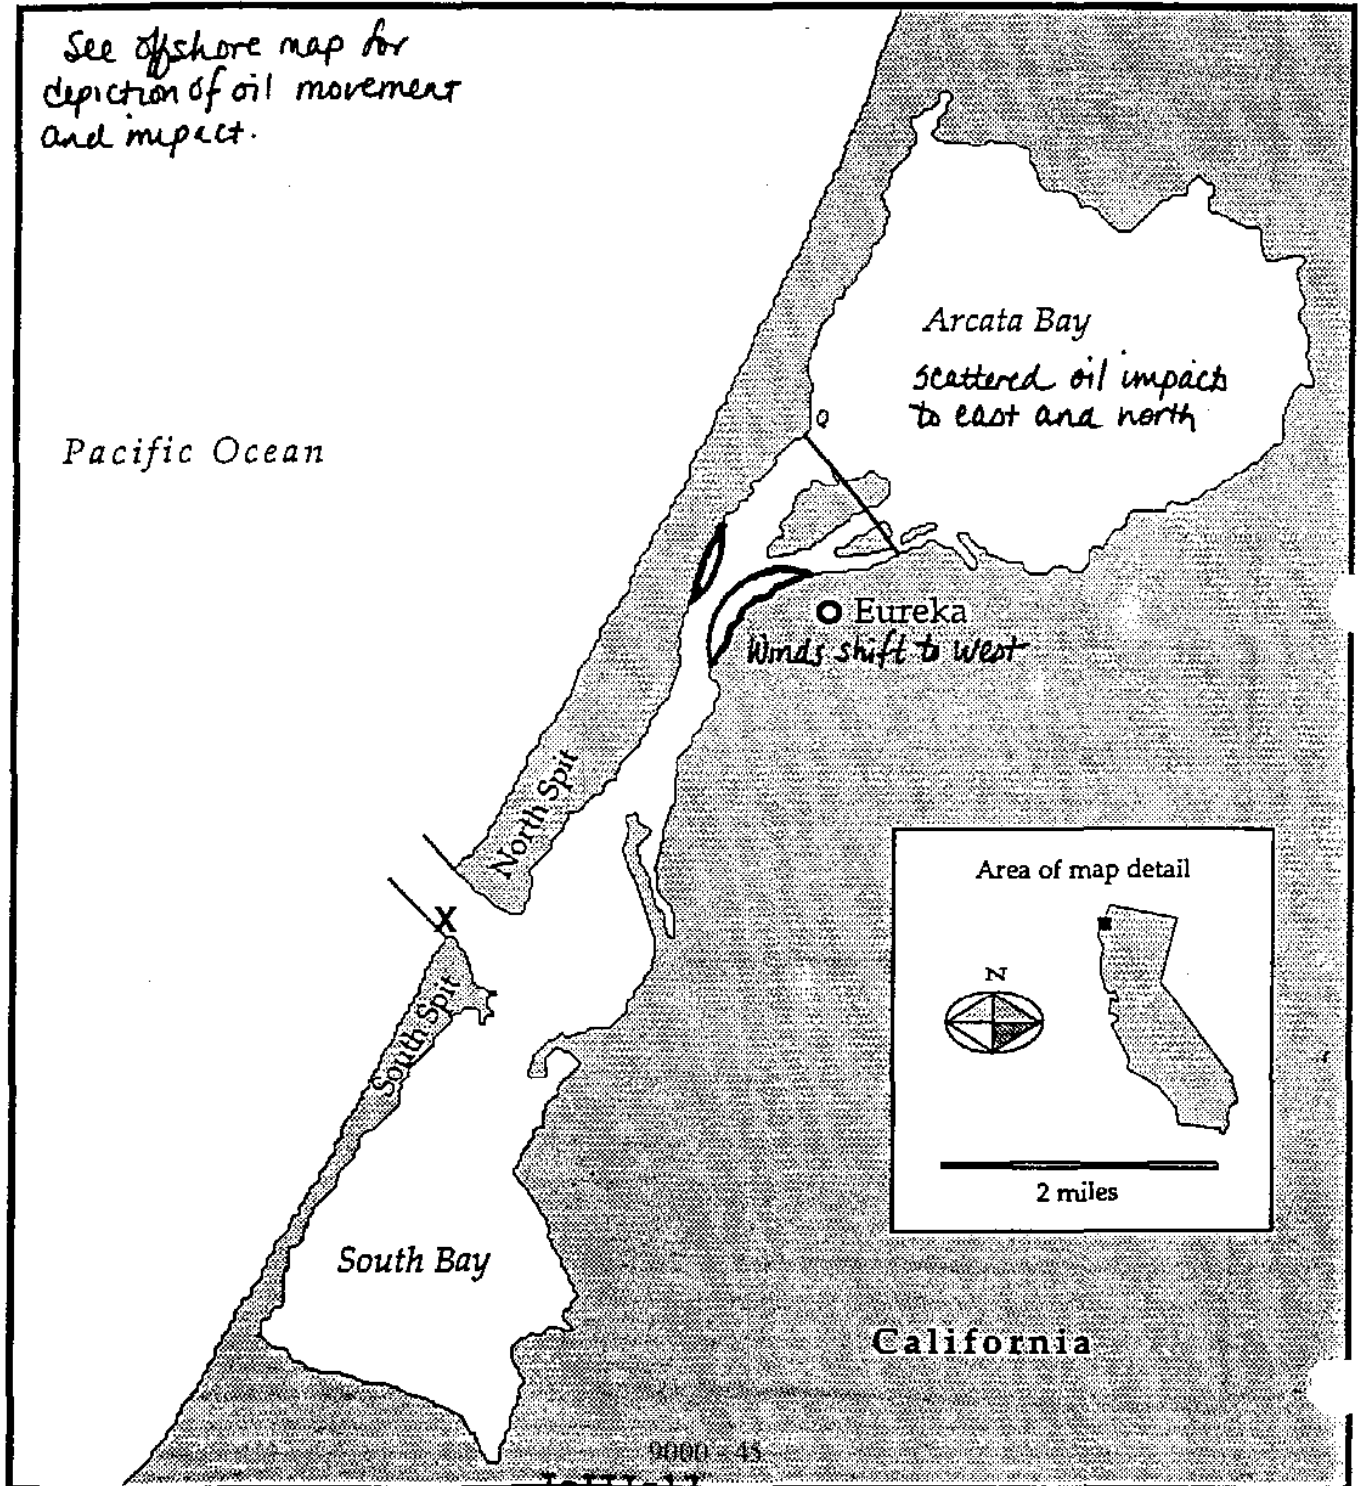 See offshore map for
depiction of oil movement
and impact.
Arcata Bay
scattered oil impacts
to east and north
Pacific Ocean
Eureka
Winds shift to west
North Spit
X
South Spit
Area of map detail
N
2 miles
South Bay
California
9000 - 45